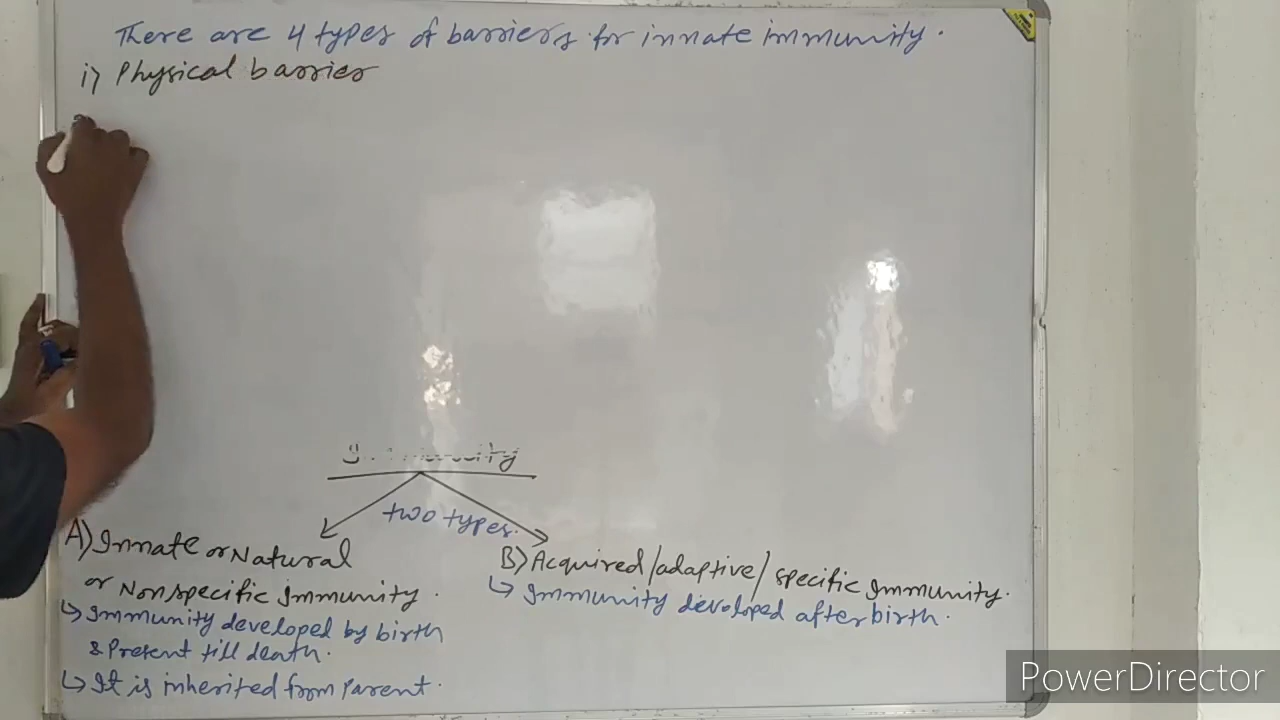 There are 4 types of barriers for innate immunity.
i) Physical barrier
two types.
A) Innate or Natural
or Nonspecific Immunity.
↳ Immunity developed by birth
& Present till death.
↳ It is inherited from Parent.
B) Acquired/adaptive/specific Immunity.
↳ Immunity developed after birth.
PowerDirector